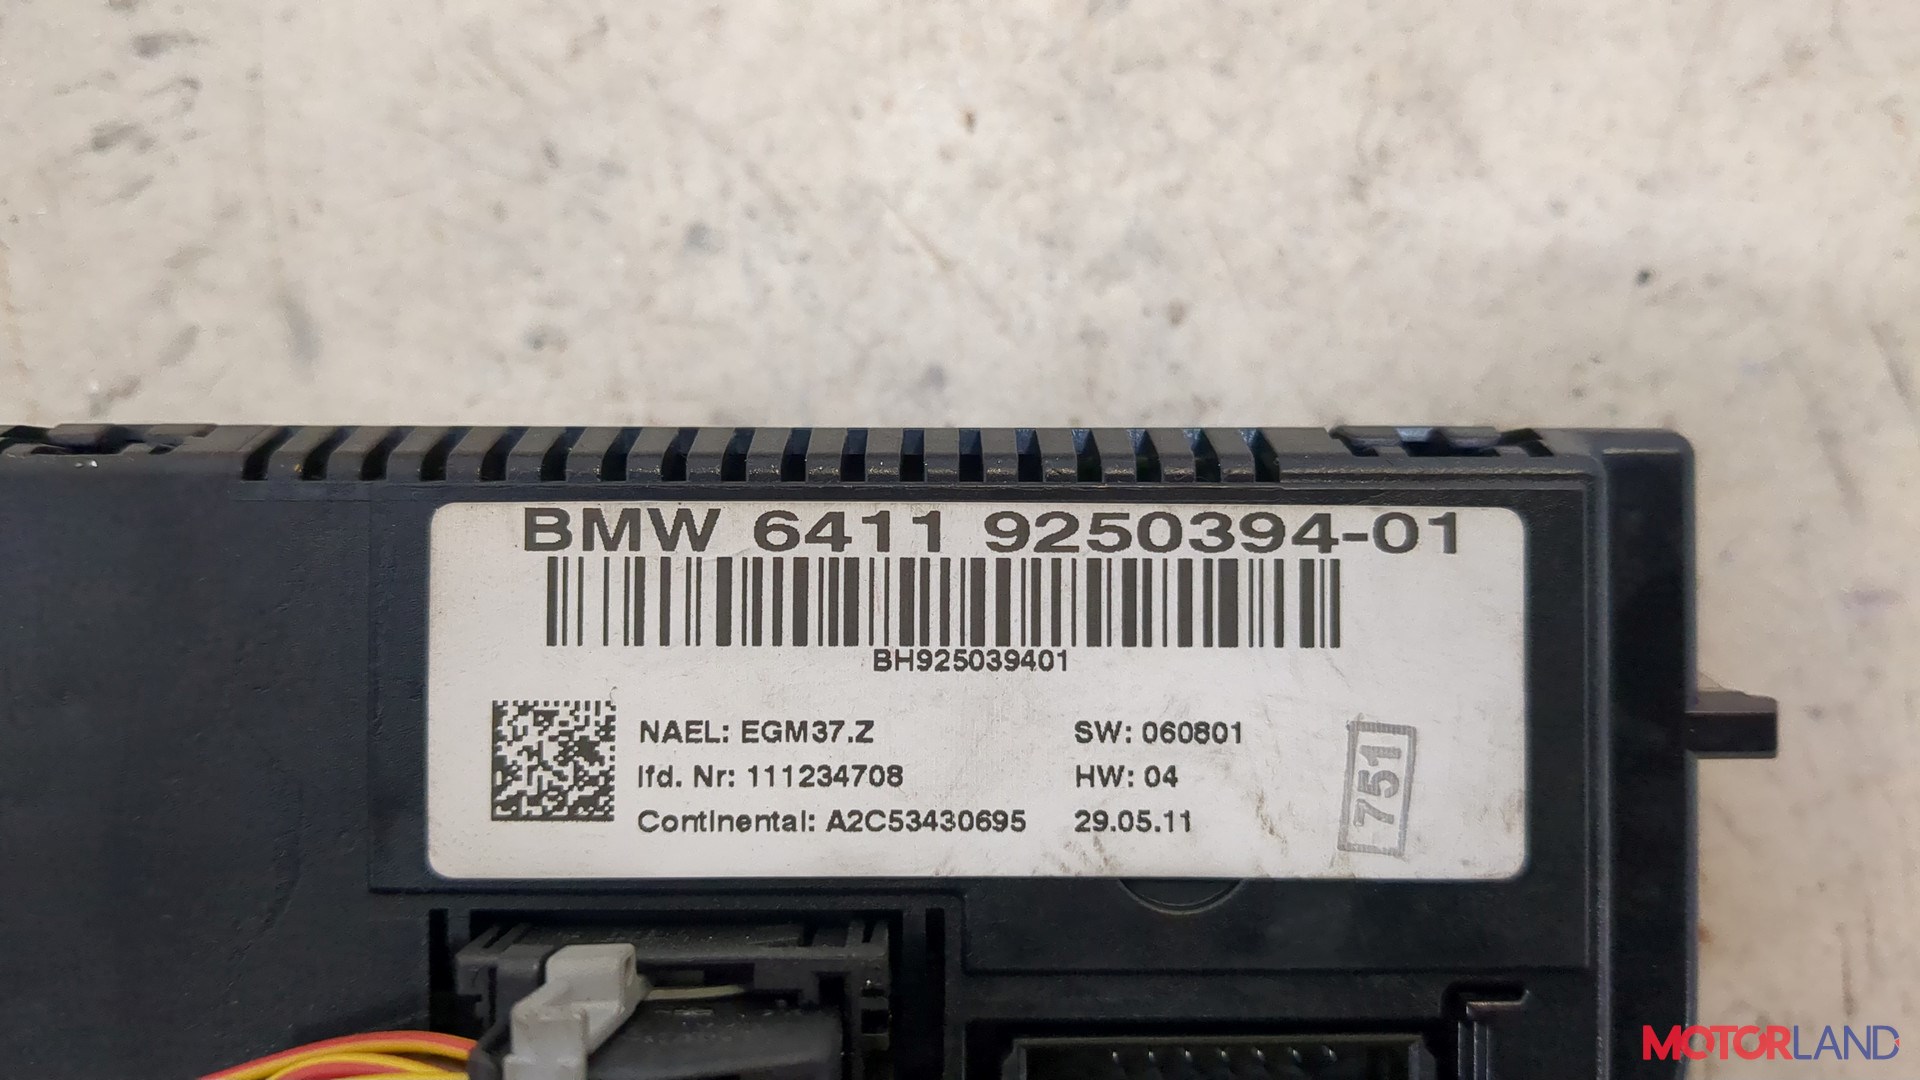 BMW 6411 9250394-01
BH925039401
NAEL: EGM37.Z
SW: 060801
lfd. Nr: 111234708
HW: 04
Continental: A2C53430695
29.05.11
751
MOTORLAND